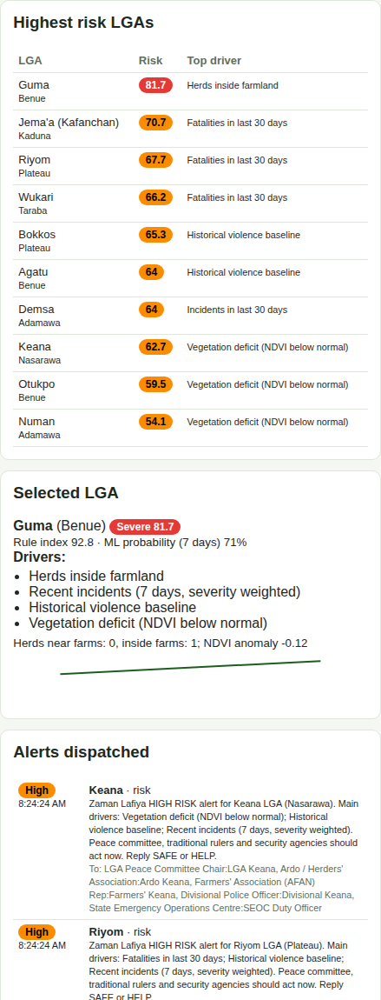 Highest risk LGAs
LGA Risk Top driver
Guma 81.7 Herds inside farmland
Benue
Jema'a (Kafanchan) 70.7 Fatalities in last 30 days
Kaduna
Riyom 67.7 Fatalities in last 30 days
Plateau
Wukari 66.2 Fatalities in last 30 days
Taraba
Bokkos 65.3 Historical violence baseline
Plateau
Agatu 64 Historical violence baseline
Benue
Demsa 64 Incidents in last 30 days
Adamawa
Keana 62.7 Vegetation deficit (NDVI below normal)
Nasarawa
Otukpo 59.5 Vegetation deficit (NDVI below normal)
Benue
Numan 54.1 Vegetation deficit (NDVI below normal)
Adamawa
Selected LGA
Guma (Benue) Severe 81.7
Rule index 92.8 · ML probability (7 days) 71%
Drivers:
• Herds inside farmland
• Recent incidents (7 days, severity weighted)
• Historical violence baseline
• Vegetation deficit (NDVI below normal)
Herds near farms: 0, inside farms: 1; NDVI anomaly -0.12
Alerts dispatched
High Keana · risk
8:24:24 AM Zaman Lafiya HIGH RISK alert for Keana LGA (Nasarawa). Main
drivers: Vegetation deficit (NDVI below normal); Historical
violence baseline; Recent incidents (7 days, severity weighted).
Peace committee, traditional rulers and security agencies should
act now. Reply SAFE or HELP.
To: LGA Peace Committee Chair:LGA Keana, Ardo / Herders'
Association:Ardo Keana, Farmers' Association (AFAN)
Rep:Farmers' Keana, Divisional Police Officer:Divisional Keana,
State Emergency Operations Centre:SEOC Duty Officer
High Riyom · risk
8:24:24 AM Zaman Lafiya HIGH RISK alert for Riyom LGA (Plateau). Main
drivers: Fatalities in last 30 days; Historical violence baseline;
Recent incidents (7 days, severity weighted). Peace committee,
traditional rulers and security agencies should act now. Reply
SAFE or HELP.